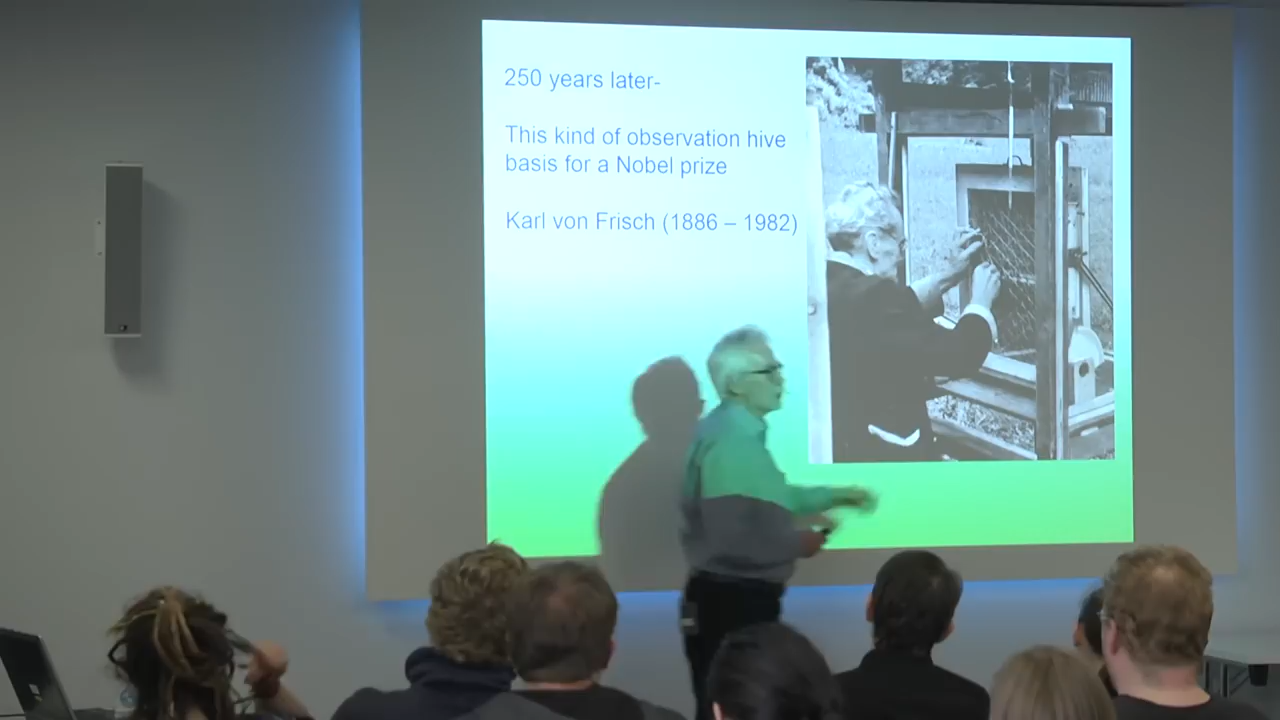 250 years later-
This kind of observation hive
basis for a Nobel prize
Karl von Frisch (1886 – 1982)